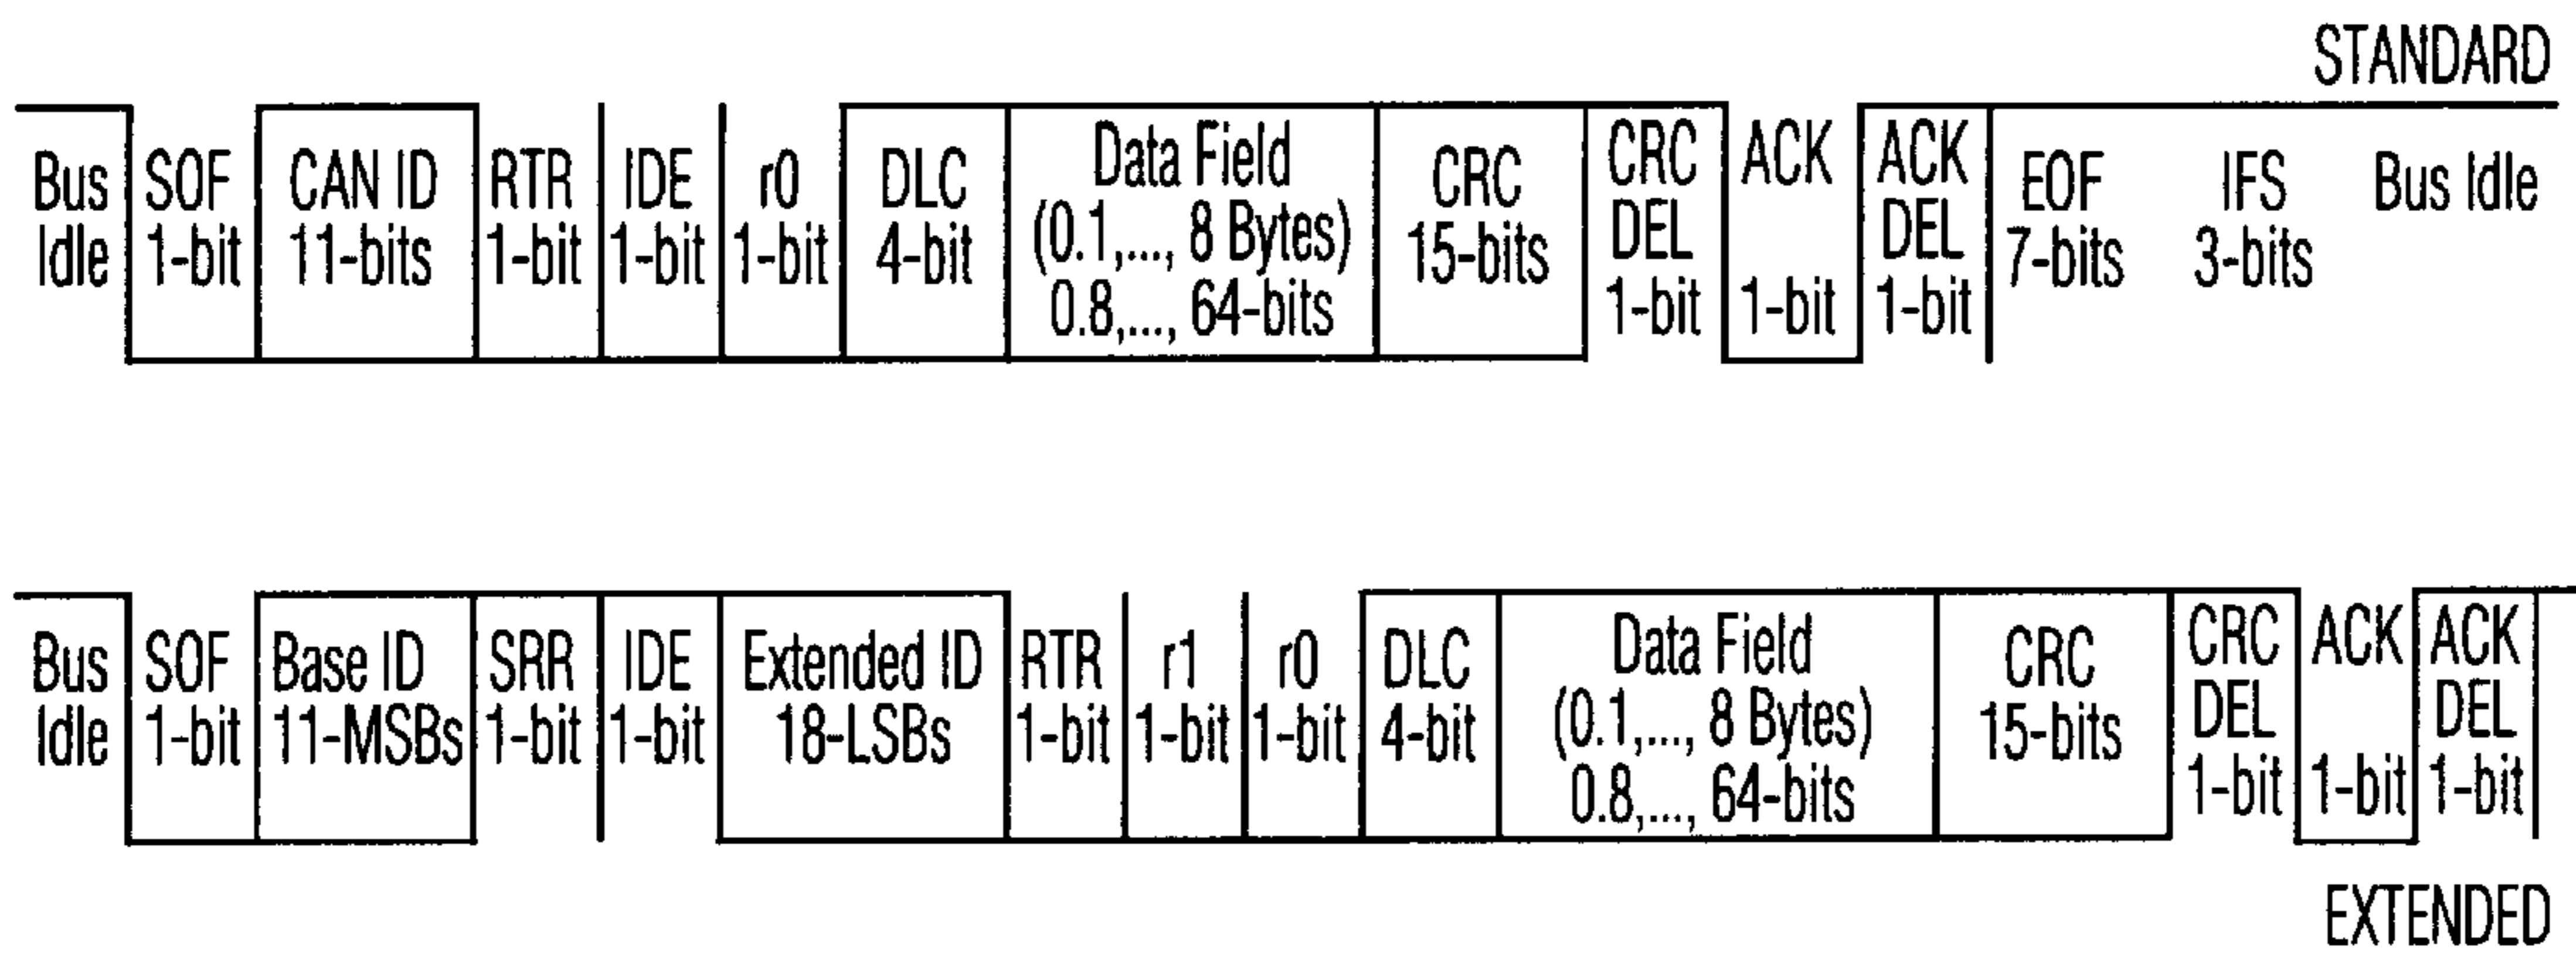 STANDARD
Bus Idle
SOF 1-bit
CAN ID 11-bits
RTR 1-bit
IDE 1-bit
r0 1-bit
DLC 4-bit
Data Field
(0.1,..., 8 Bytes)
0.8,..., 64-bits
CRC 15-bits
CRC DEL 1-bit
ACK 1-bit
ACK DEL 1-bit
EOF 7-bits
IFS 3-bits
Bus Idle
Bus Idle
SOF 1-bit
Base ID 11-MSBs
SRR 1-bit
IDE 1-bit
Extended ID 18-LSBs
RTR 1-bit
r1 1-bit
r0 1-bit
DLC 4-bit
Data Field
(0.1,..., 8 Bytes)
0.8,..., 64-bits
CRC 15-bits
CRC DEL 1-bit
ACK 1-bit
ACK DEL 1-bit
EXTENDED